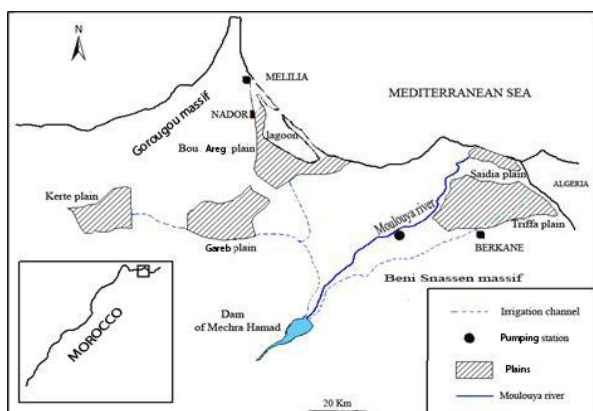 N
MELILIA
MEDITERRANEAN SEA
Gorougou massif
NADOR
lagoon
Bou Areg plain
Saidia plain
ALGERIA
Kerte plain
Moulouya river
Triffa plain
Gareb plain
BERKANE
Beni Snassen massif
Dam
of Mechra Hamad
MOROCCO
Irrigation channel
Pumping station
Plains
Moulouya river
20 Km